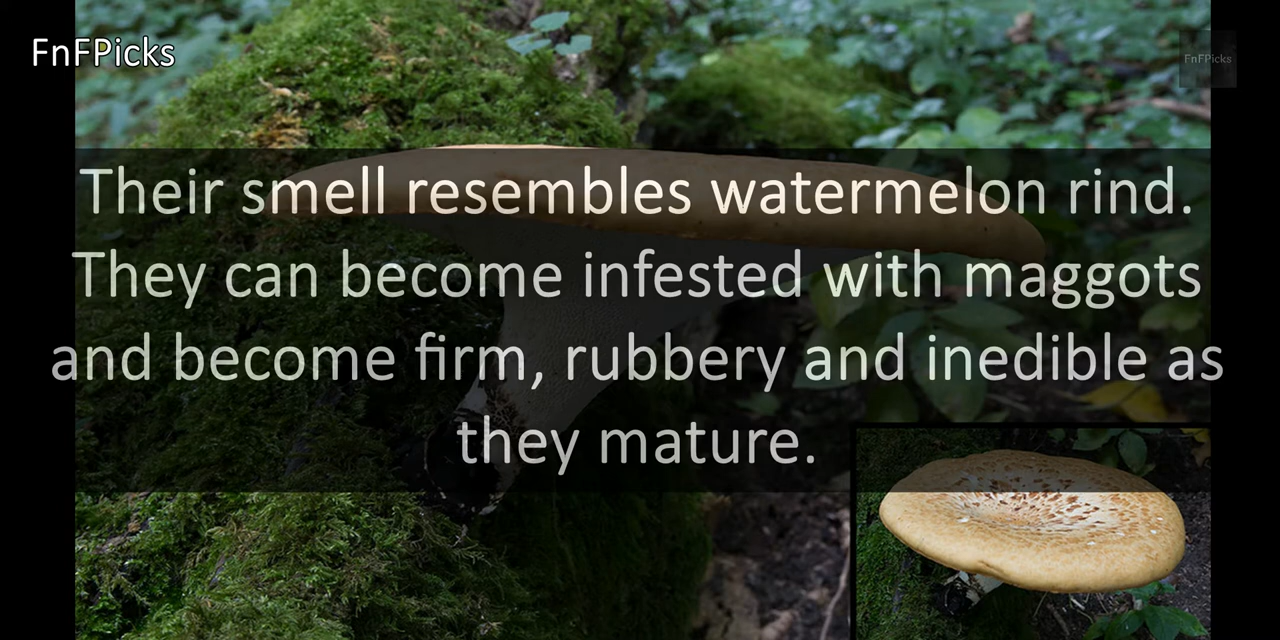 FnFPicks
FnFPicks
Their smell resembles watermelon rind.
They can become infested with maggots
and become firm, rubbery and inedible as
they mature.